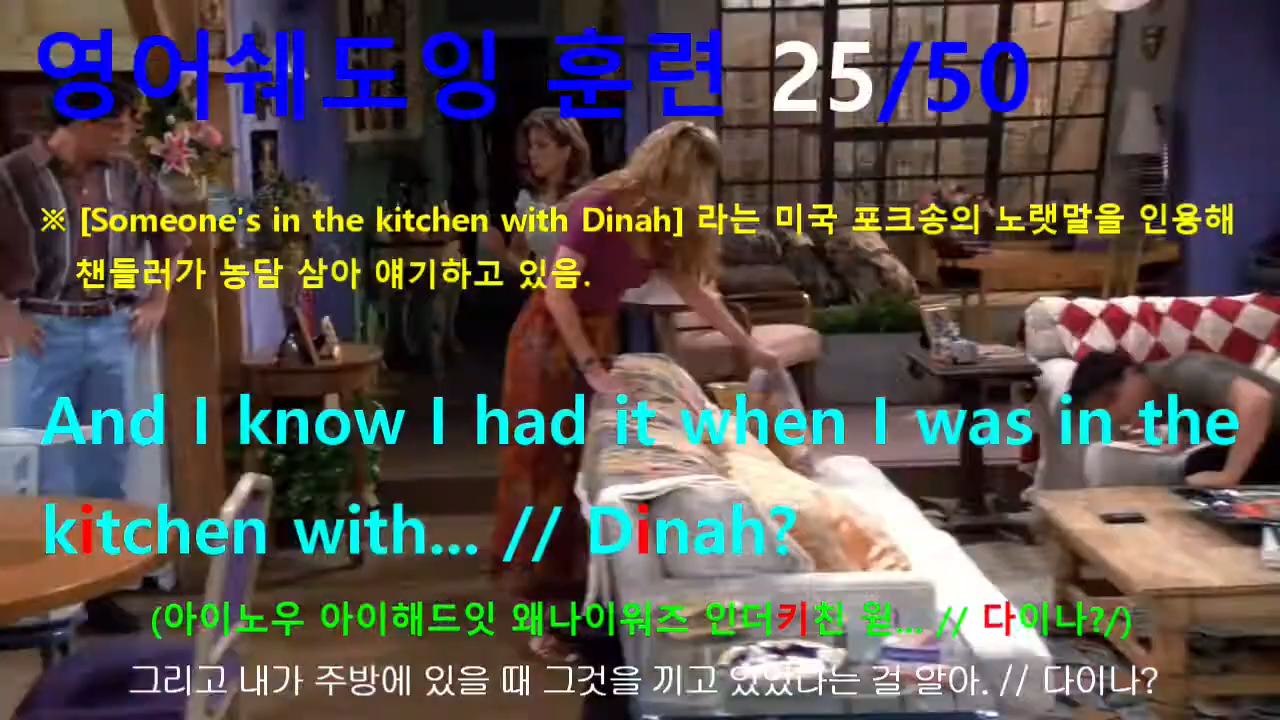 영어쉐도잉 훈련 25/50
※ [Someone's in the kitchen with Dinah] 라는 미국 포크송의 노랫말을 인용해
챈들러가 농담 삼아 얘기하고 있음.
And I know I had it when I was in the
kitchen with... // Dinah?
(아이노우 아이해드잇 왜나이워즈 인더키친 윋... // 다이나?/)
그리고 내가 주방에 있을 때 그것을 끼고 있었다는 걸 알아. // 다이나?